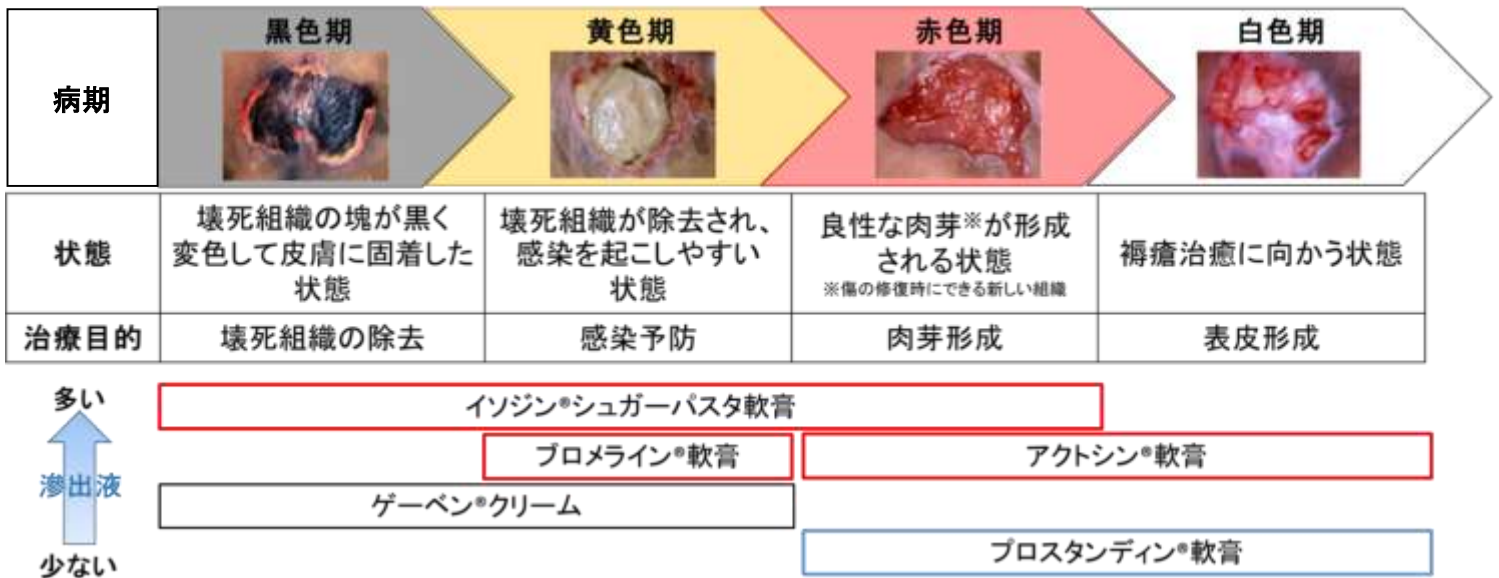 病期
黒色期
黄色期
赤色期
白色期
状態
壊死組織の塊が黒く
変色して皮膚に固着した
状態
壊死組織が除去され、
感染を起こしやすい
状態
良性な肉芽※が形成
される状態
※傷の修復時にできる新しい組織
褥瘡治癒に向かう状態
治療目的
壊死組織の除去
感染予防
肉芽形成
表皮形成
多い
滲出液
少ない
イソジン®シュガーパスタ軟膏
ブロメライン®軟膏
アクトシン®軟膏
ゲーベン®クリーム
プロスタンディン®軟膏